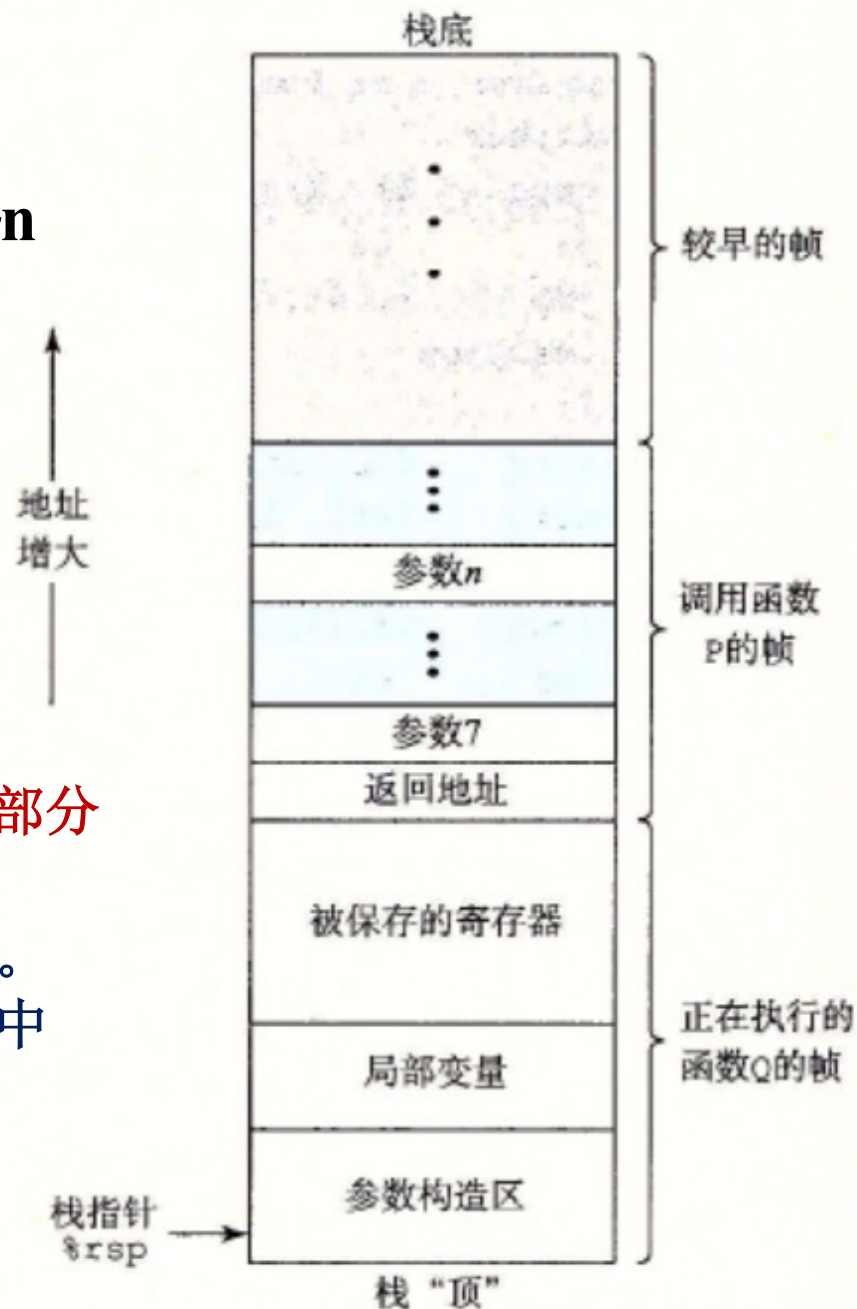 栈底
n
较早的帧
地址
增大
参数n
调用函数
P的帧
参数7
返回地址
部分
被保存的寄存器
。
中
正在执行的
函数Q的帧
局部变量
参数构造区
栈指针
%rsp
栈“顶”